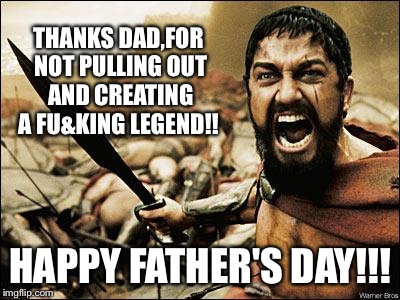 THANKS DAD,FOR
NOT PULLING OUT
AND CREATING
A FU&KING LEGEND!!
HAPPY FATHER'S DAY!!!
imgflip.com
Warner Bros